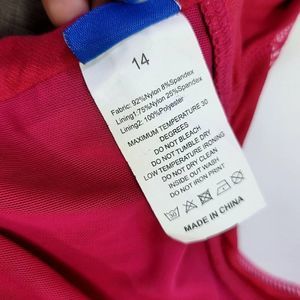 14
Fabric: 92%Nylon 8%Spandex
Lining1:75%Nylon 25%Spandex
Lining2: 100%Polyester
MAXIMUM TEMPERATURE 30
DEGREES
DO NOT BLEACH
DO NOT TUMBLE DRY
LOW TEMPERATURE IRONING
DO NOT DRY CLEAN
INSIDE OUT WASH
DO NOT IRON PRINT
30
MADE IN CHINA